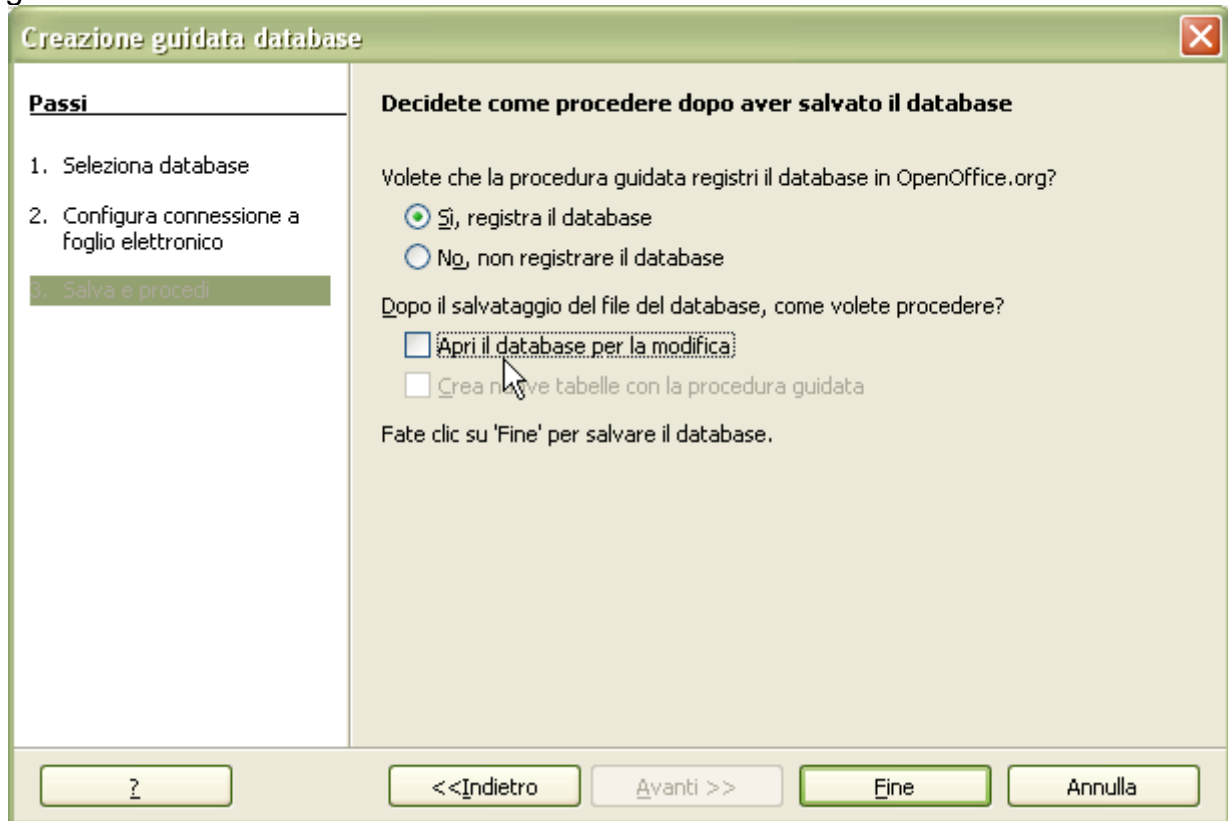 g
Creazione guidata database
Passi
1. Seleziona database
2. Configura connessione a
foglio elettronico
3. Salva e procedi
Decidete come procedere dopo aver salvato il database
Volete che la procedura guidata registri il database in OpenOffice.org?
Sì, registra il database
No, non registrare il database
Dopo il salvataggio del file del database, come volete procedere?
Apri il database per la modifica
Crea nuove tabelle con la procedura guidata
Fate clic su 'Fine' per salvare il database.
?
<<Indietro
Avanti >>
Fine
Annulla